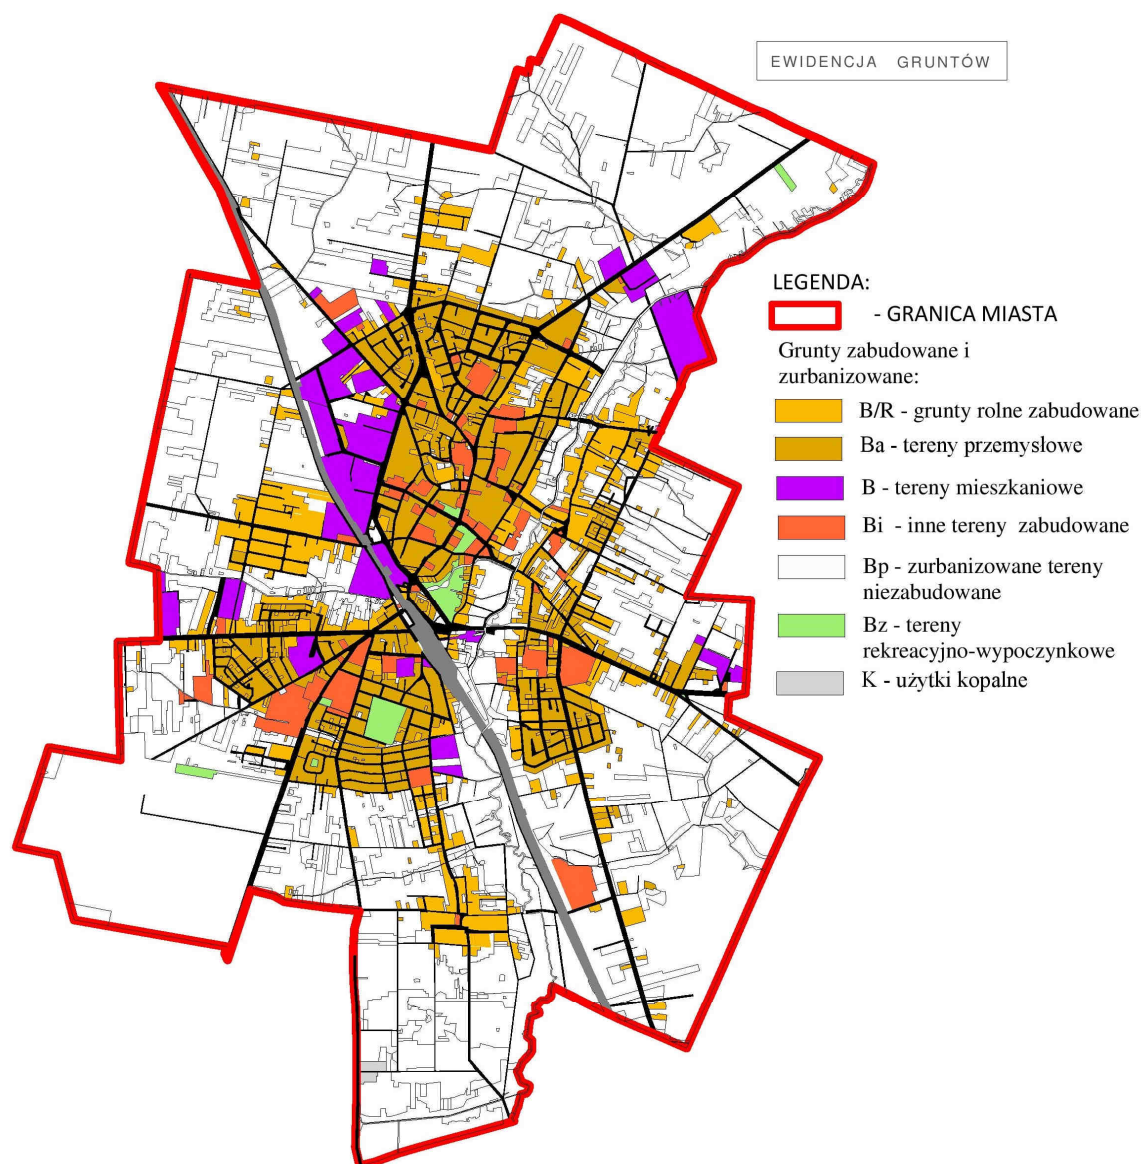 EWIDENCJA GRUNTÓW
LEGENDA:
- GRANICA MIASTA
Grunty zabudowane i
zurbanizowane:
B/R - grunty rolne zabudowane
Ba - tereny przemysłowe
B - tereny mieszkaniowe
Bi - inne tereny zabudowane
Bp - zurbanizowane tereny
niezabudowane
Bz - tereny
rekreacyjno-wypoczynkowe
K - użytki kopalne